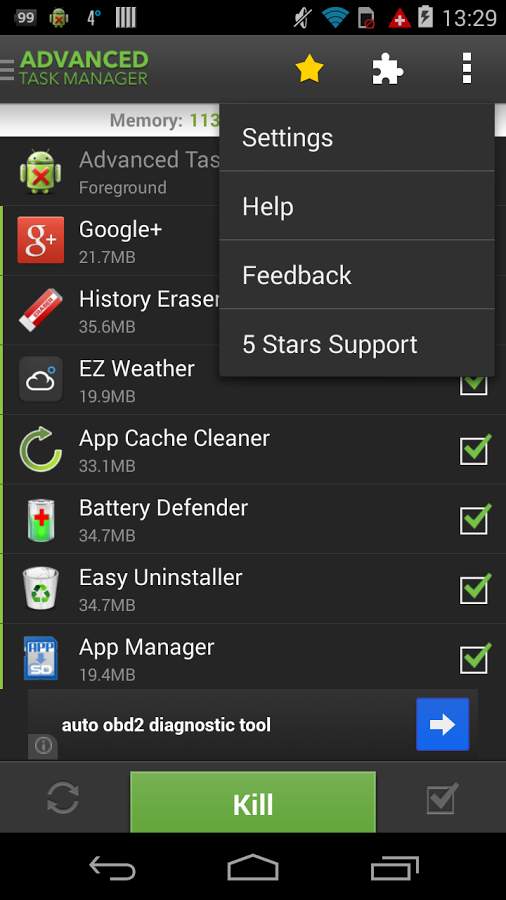 99
4°
13:29
ADVANCED
TASK MANAGER
Memory: 113
Advanced Tas
Foreground
Settings
Help
Feedback
5 Stars Support
Google+
21.7MB
g+
History Eraser
35.6MB
EZ Weather
19.9MB
App Cache Cleaner
33.1MB
Battery Defender
34.7MB
Easy Uninstaller
34.7MB
App Manager
19.4MB
APP
SD
auto obd2 diagnostic tool
Kill